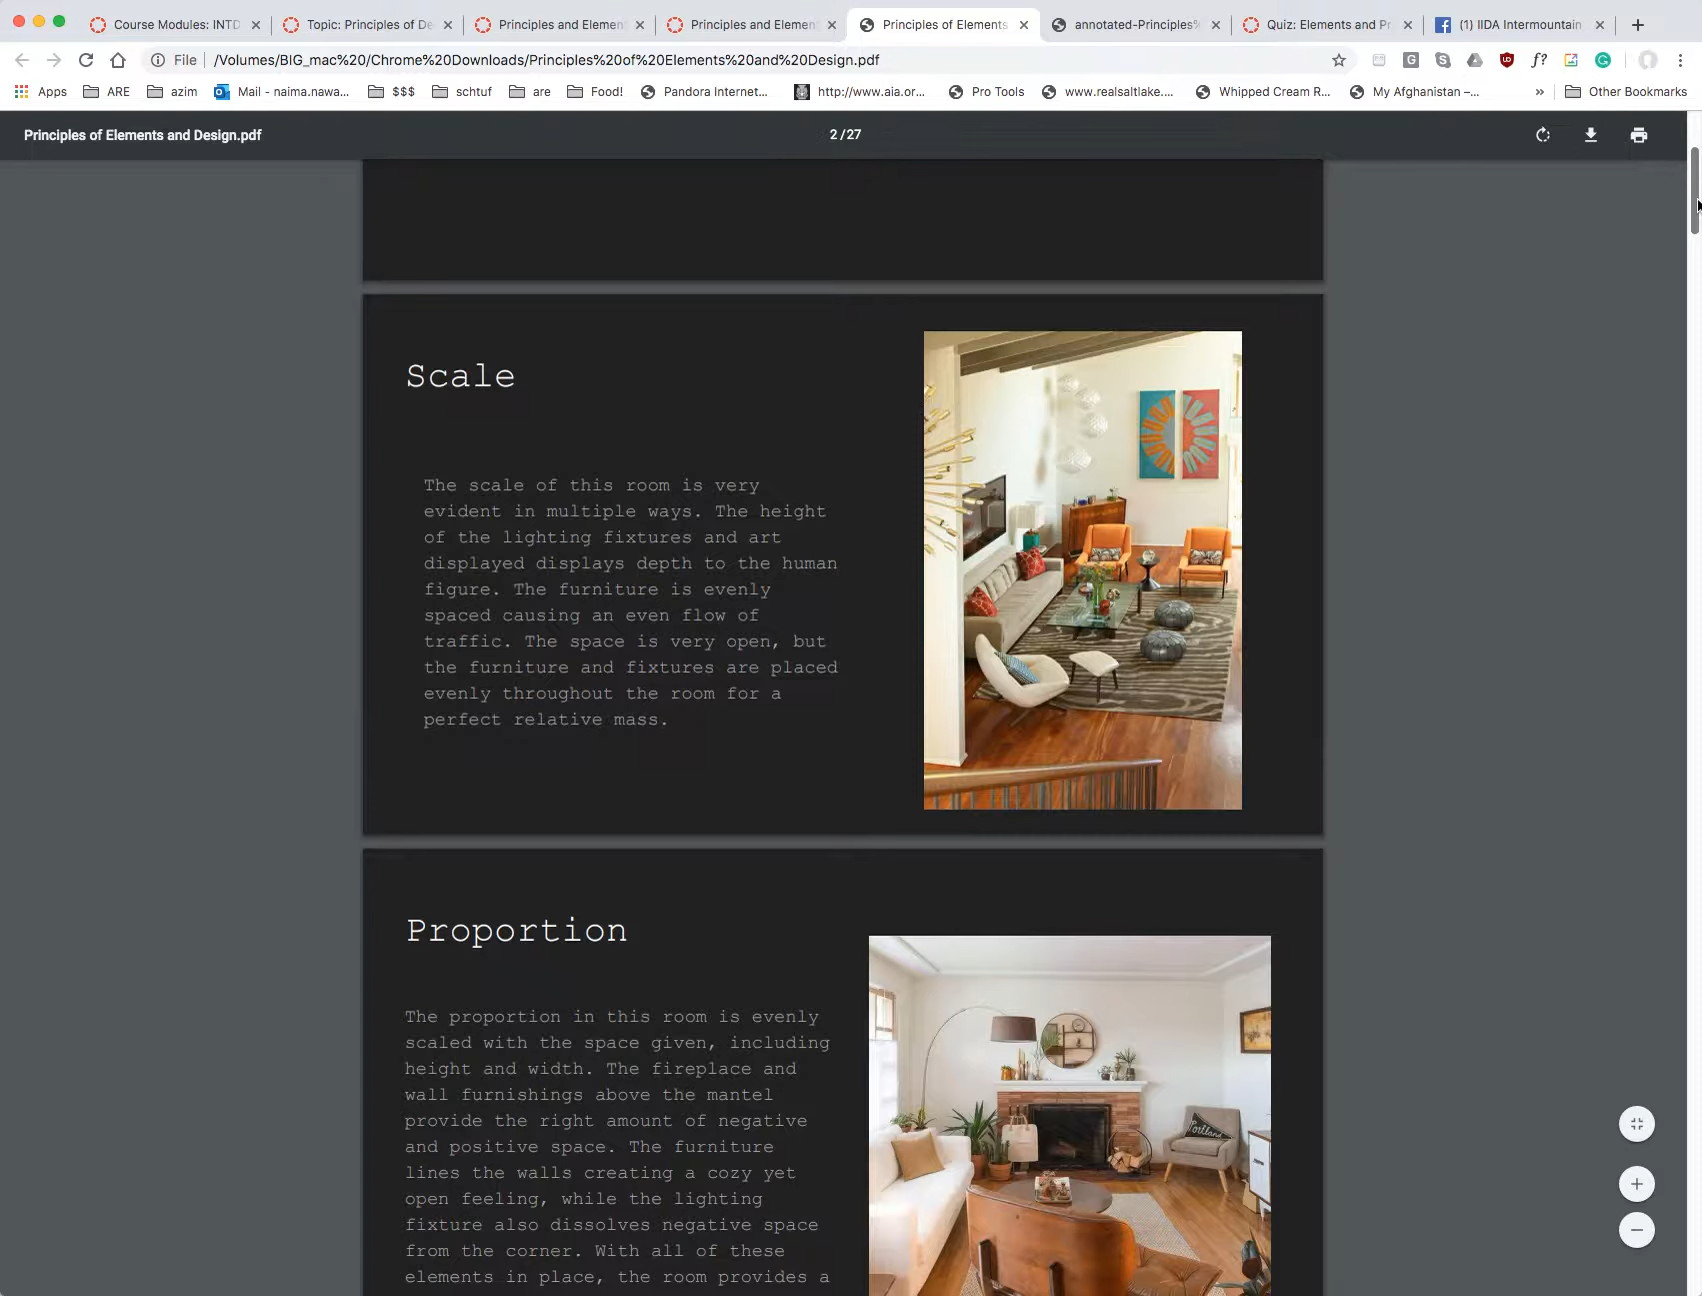 Course Modules: INTD
Topic: Principles of De
Principles and Elemen
Principles and Elemen
Principles of Elements
annotated-Principles%
Quiz: Elements and Pr
(1) IIDA Intermountain
File
/Volumes/BIG_mac%20/Chrome%20Downloads/Principles%20of%20Elements%20and%20Design.pdf
Apps
ARE
azim
Mail - naima.nawa...
$$$
schtuf
are
Food!
Pandora Internet...
http://www.aia.or...
Pro Tools
www.realsaltlake....
Whipped Cream R...
My Afghanistan –...
»
Other Bookmarks
Principles of Elements and Design.pdf
2 / 27
Scale
The scale of this room is very
evident in multiple ways. The height
of the lighting fixtures and art
displayed displays depth to the human
figure. The furniture is evenly
spaced causing an even flow of
traffic. The space is very open, but
the furniture and fixtures are placed
evenly throughout the room for a
perfect relative mass.
Proportion
The proportion in this room is evenly
scaled with the space given, including
height and width. The fireplace and
wall furnishings above the mantel
provide the right amount of negative
and positive space. The furniture
lines the walls creating a cozy yet
open feeling, while the lighting
fixture also dissolves negative space
from the corner. With all of these
elements in place, the room provides a
Portland